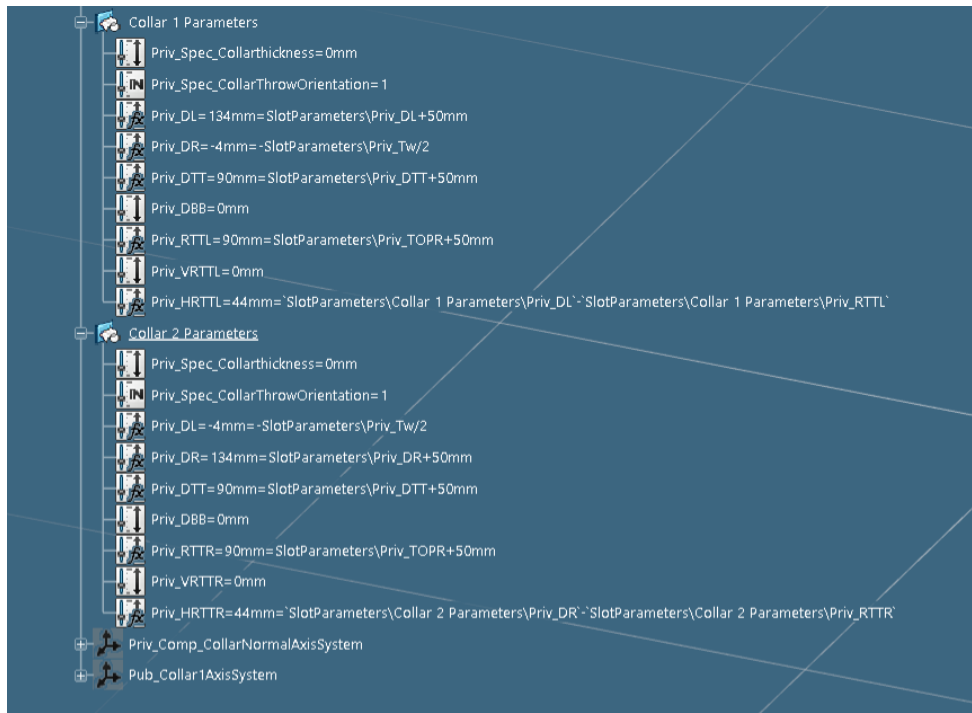 Collar 1 Parameters
Priv_Spec_Collarthickness=0mm
Priv_Spec_CollarThrowOrientation=1
Priv_DL=134mm=SlotParameters\Priv_DL+50mm
Priv_DR=-4mm=-SlotParameters\Priv_Tw/2
Priv_DTT=90mm=SlotParameters\Priv_DTT+50mm
Priv_DBB=0mm
Priv_RTTL=90mm=SlotParameters\Priv_TOPR+50mm
Priv_VRTTL=0mm
Priv_HRTTL=44mm=`SlotParameters\Collar 1 Parameters\Priv_DL`-`SlotParameters\Collar 1 Parameters\Priv_RTTL`
Collar 2 Parameters
Priv_Spec_Collarthickness=0mm
Priv_Spec_CollarThrowOrientation=1
Priv_DL=-4mm=-SlotParameters\Priv_Tw/2
Priv_DR=134mm=SlotParameters\Priv_DR+50mm
Priv_DTT=90mm=SlotParameters\Priv_DTT+50mm
Priv_DBB=0mm
Priv_RTTR=90mm=SlotParameters\Priv_TOPR+50mm
Priv_VRTTR=0mm
Priv_HRTTR=44mm=`SlotParameters\Collar 2 Parameters\Priv_DR`-`SlotParameters\Collar 2 Parameters\Priv_RTTR`
Priv_Comp_CollarNormalAxisSystem
Pub_Collar1AxisSystem